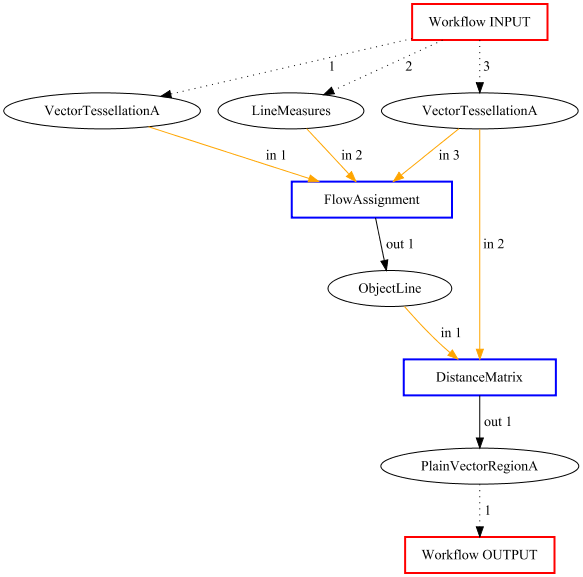 Workflow INPUT
1
2
3
VectorTessellationA
LineMeasures
VectorTessellationA
in 1
in 2
in 3
FlowAssignment
out 1
in 2
ObjectLine
in 1
DistanceMatrix
out 1
PlainVectorRegionA
1
Workflow OUTPUT